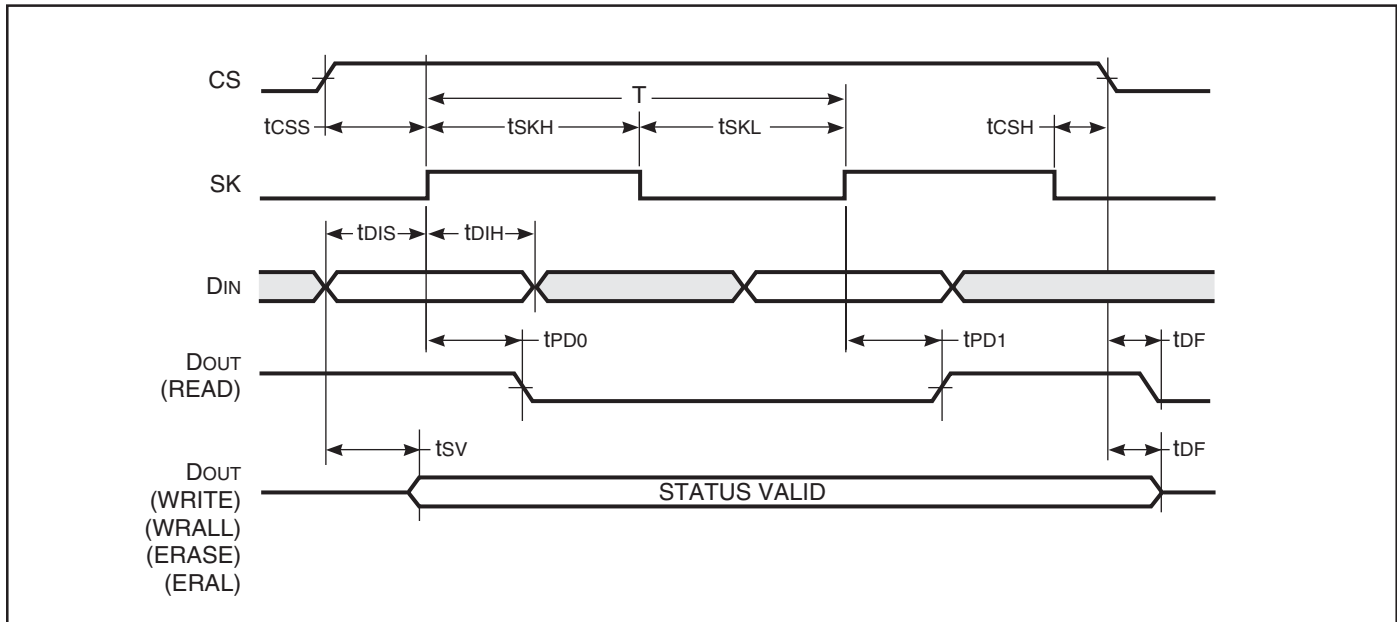 CS
T
tCSS
tSKH
tSKL
tCSH
SK
tDIS
tDIH
DIN
tPD0
tPD1
tDF
DOUT
(READ)
tSV
tDF
DOUT
(WRITE)
(WRALL)
(ERASE)
(ERAL)
STATUS VALID